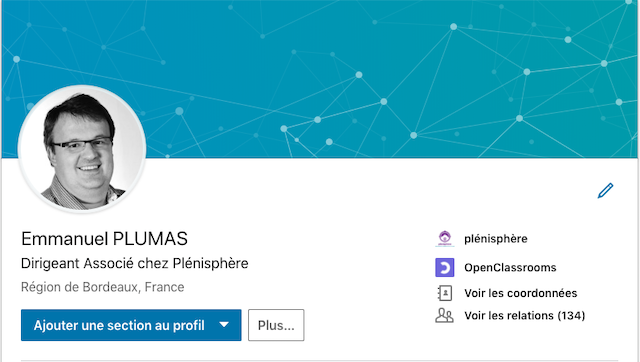 Emmanuel PLUMAS
Dirigeant Associé chez Plénisphère
Région de Bordeaux, France
Ajouter une section au profil
Plus...
plénisphère
OpenClassrooms
Voir les coordonnées
Voir les relations (134)